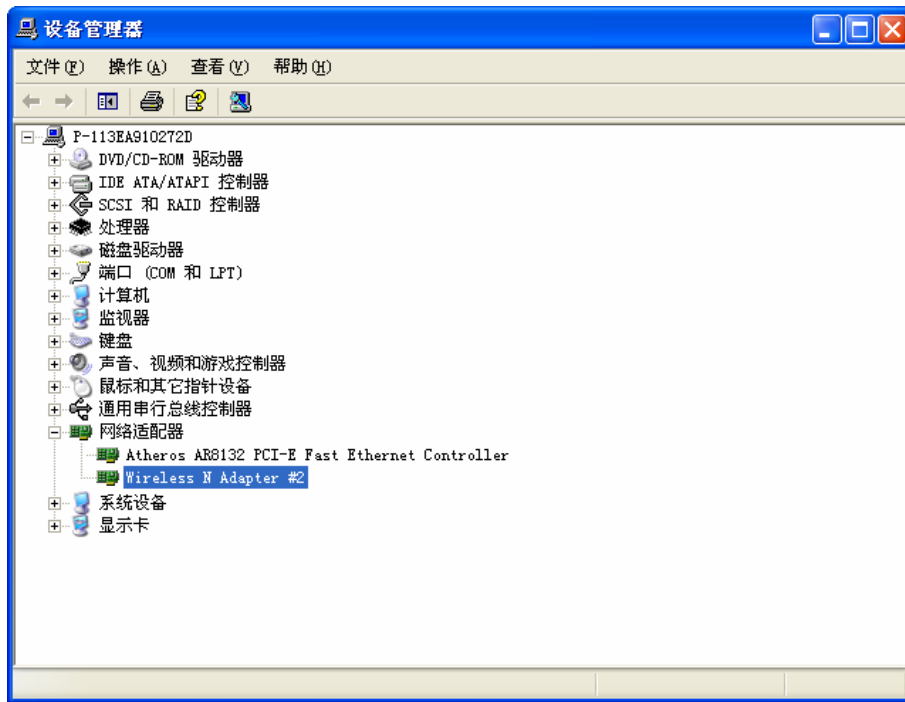 设备管理器
文件(F) 操作(A) 查看(V) 帮助(H)
P-113EA910272D
DVD/CD-ROM 驱动器
IDE ATA/ATAPI 控制器
SCSI 和 RAID 控制器
处理器
磁盘驱动器
端口 (COM 和 LPT)
计算机
监视器
键盘
声音、视频和游戏控制器
鼠标和其它指针设备
通用串行总线控制器
网络适配器
Atheros AR8132 PCI-E Fast Ethernet Controller
Wireless N Adapter #2
系统设备
显示卡